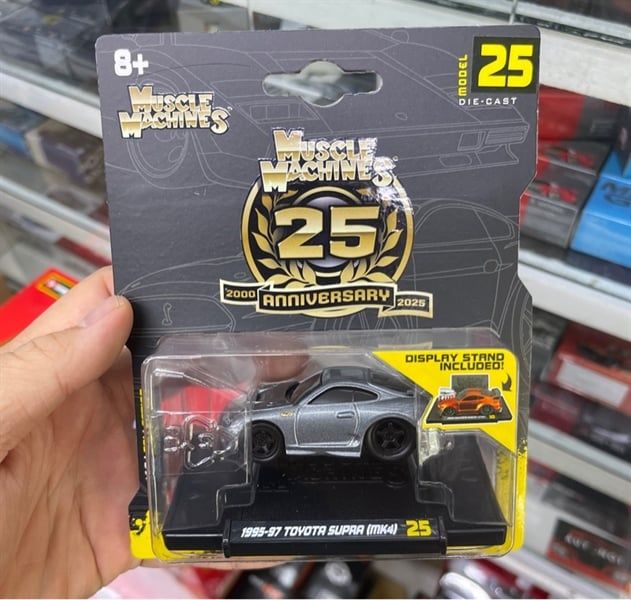 8+
MUSCLE
MACHINES
MODEL
25
DIE-CAST
MUSCLE
MACHINES
25
2000 ANNIVERSARY 2025
DISPLAY STAND
INCLUDED!
1995-97 TOYOTA SUPRA (MK4) 25